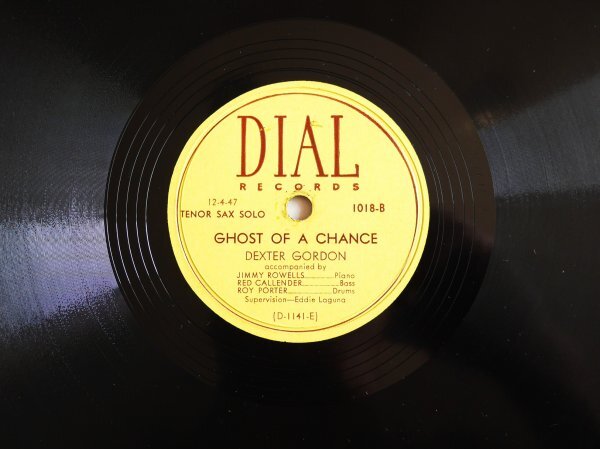 DIAL
RECORDS
12-4-47
TENOR SAX SOLO 1018-B
GHOST OF A CHANCE
DEXTER GORDON
accompanied by
JIMMY ROWELLS..........Piano
RED CALLENDER..........Bass
ROY PORTER..........Drums
Supervision—Eddie Laguna
(D-1141-E)